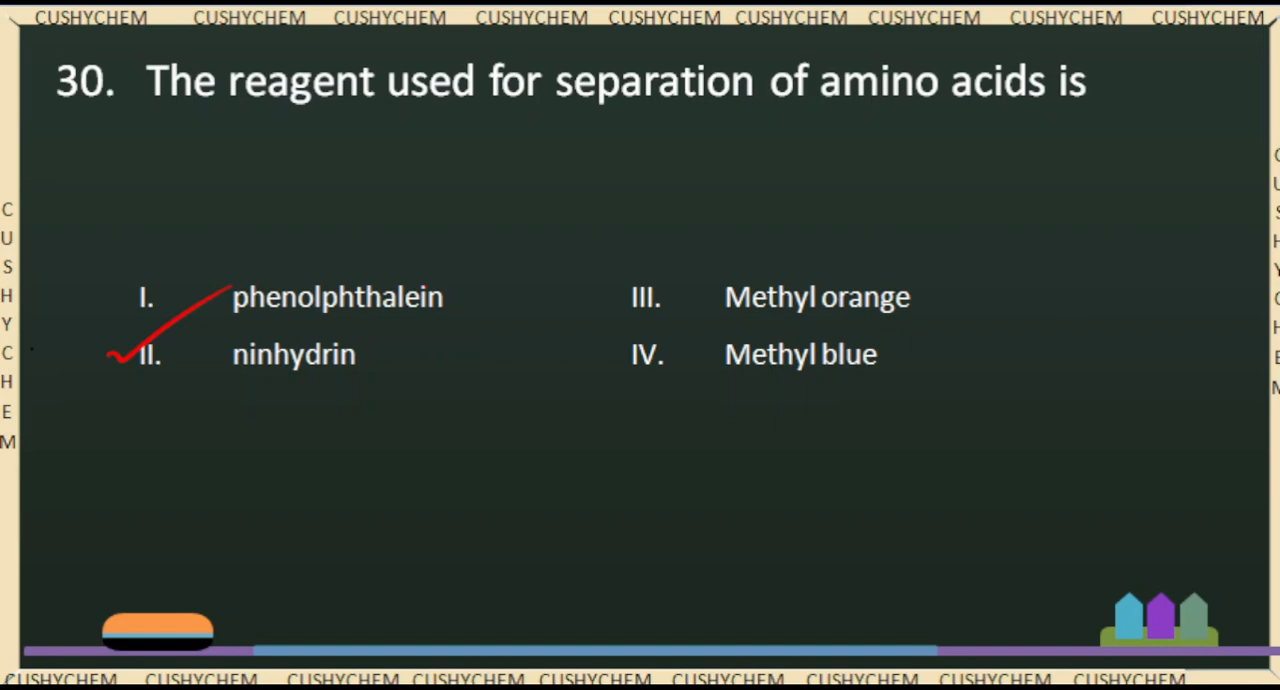 CUSHYCHEM CUSHYCHEM CUSHYCHEM CUSHYCHEM CUSHYCHEM CUSHYCHEM CUSHYCHEM CUSHYCHEM CUSHYCHEM
30. The reagent used for separation of amino acids is
I. phenolphthalein III. Methyl orange
II. ninhydrin IV. Methyl blue
C
U
S
H
Y
C
H
E
M
C
U
S
H
Y
C
H
E
M
CUSHYCHEM CUSHYCHEM CUSHYCHEM CUSHYCHEM CUSHYCHEM CUSHYCHEM CUSHYCHEM CUSHYCHEM CUSHYCHEM